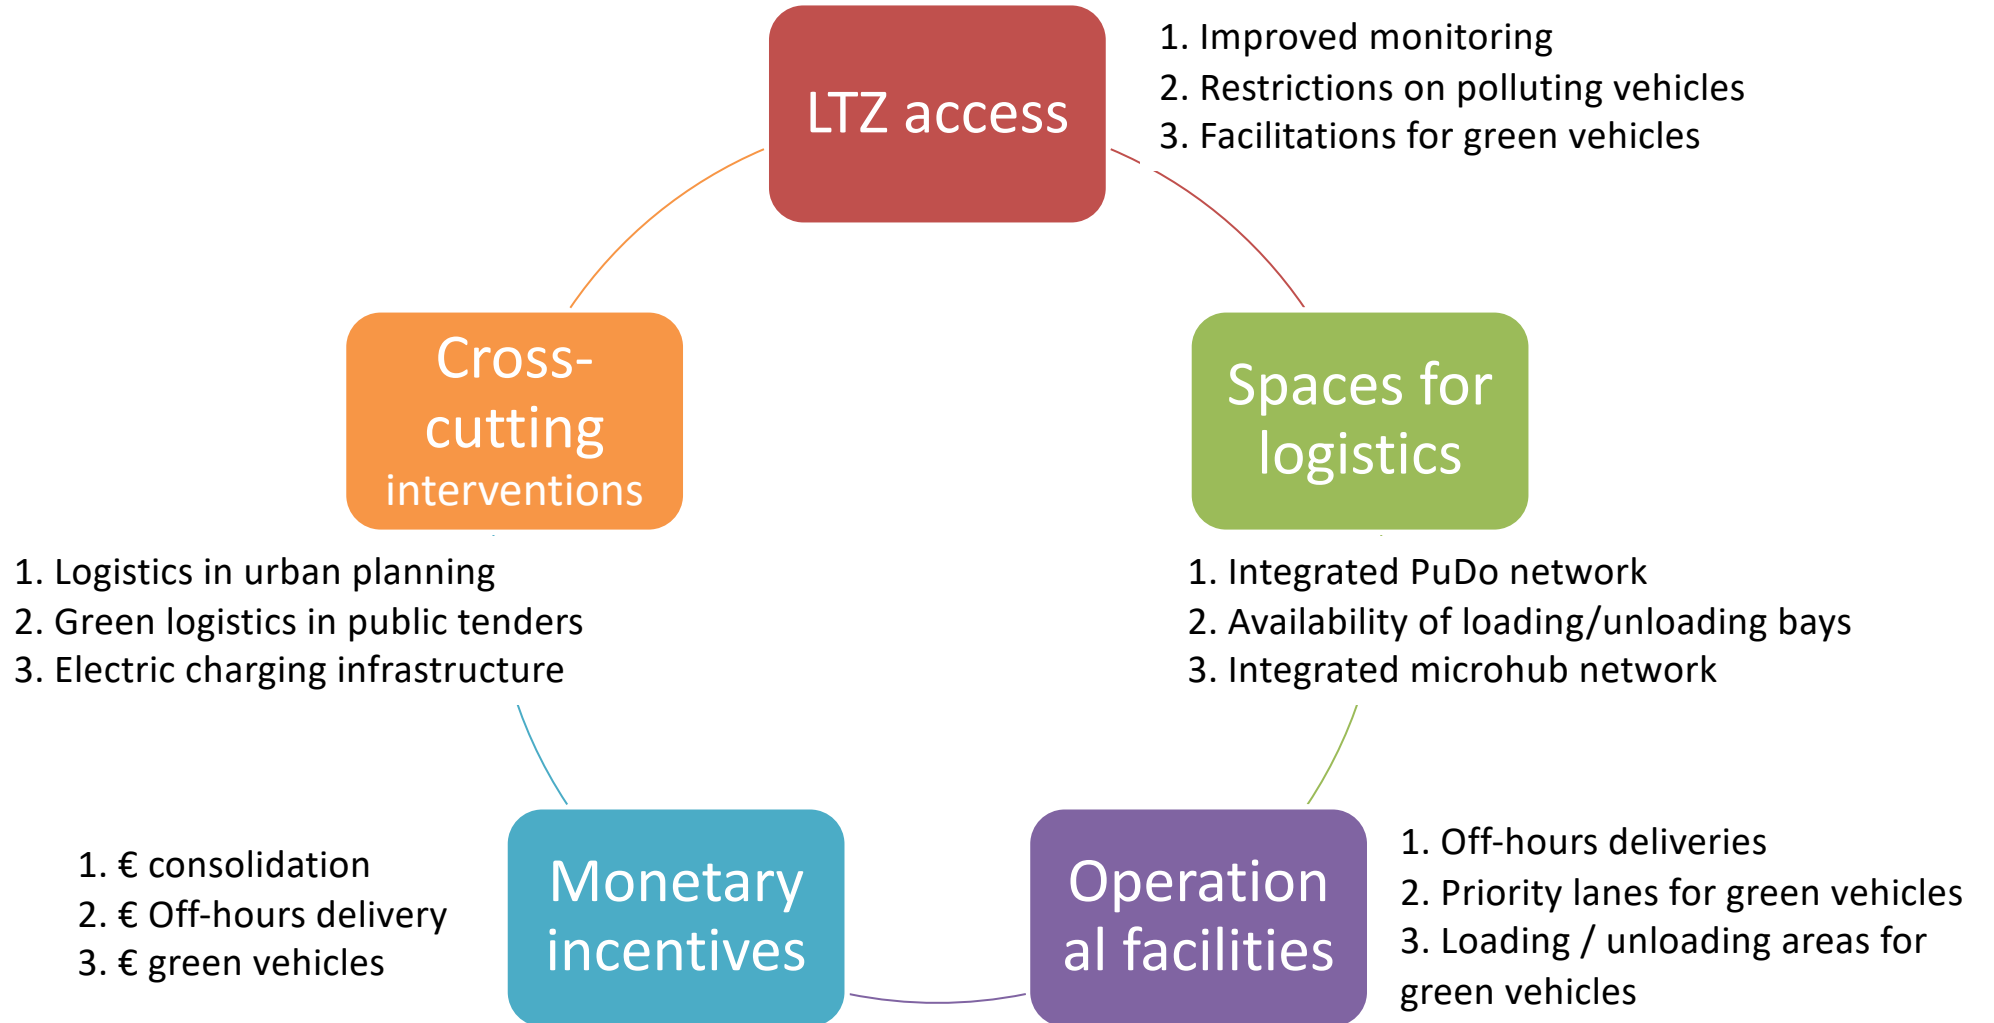 LTZ access
1. Improved monitoring
2. Restrictions on polluting vehicles
3. Facilitations for green vehicles
Cross-
cutting
interventions
1. Logistics in urban planning
2. Green logistics in public tenders
3. Electric charging infrastructure
Spaces for
logistics
1. Integrated PuDo network
2. Availability of loading/unloading bays
3. Integrated microhub network
1. € consolidation
2. € Off-hours delivery
3. € green vehicles
Monetary
incentives
Operation
al facilities
1. Off-hours deliveries
2. Priority lanes for green vehicles
3. Loading / unloading areas for
green vehicles